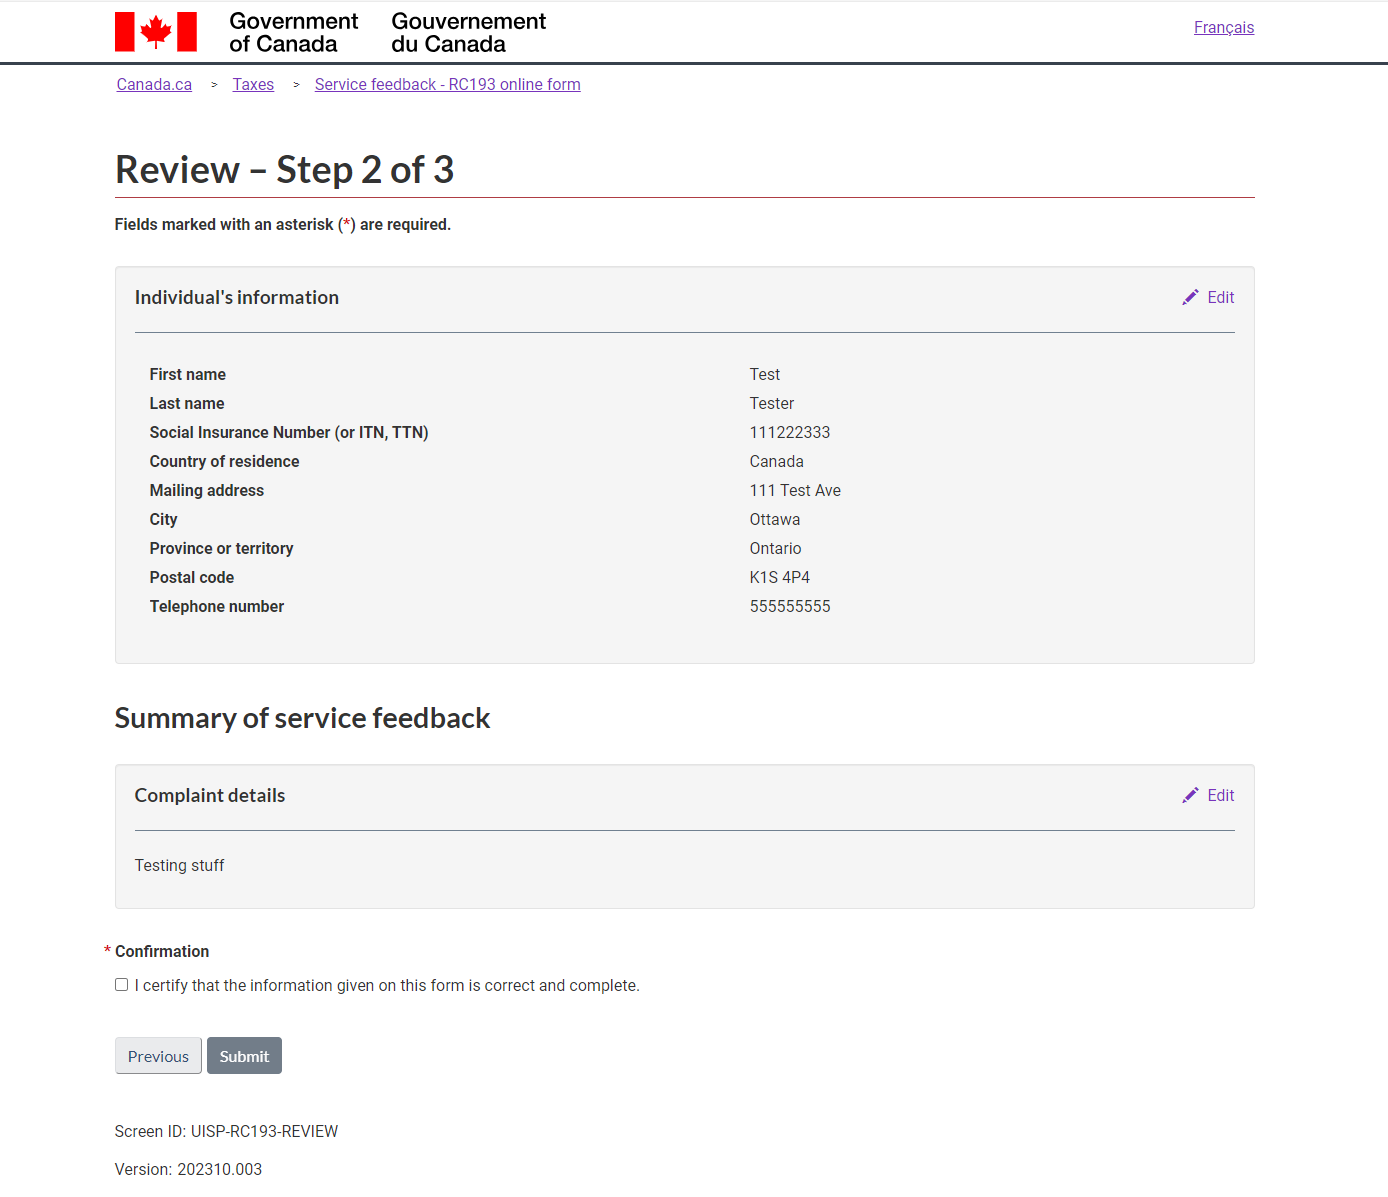 Government of Canada
Gouvernement du Canada
Français
Canada.ca > Taxes > Service feedback - RC193 online form
Review – Step 2 of 3
Fields marked with an asterisk (*) are required.
Individual's information Edit
First name Test
Last name Tester
Social Insurance Number (or ITN, TTN) 111222333
Country of residence Canada
Mailing address 111 Test Ave
City Ottawa
Province or territory Ontario
Postal code K1S 4P4
Telephone number 555555555
Summary of service feedback
Complaint details Edit
Testing stuff
* Confirmation
I certify that the information given on this form is correct and complete.
Previous Submit
Screen ID: UISP-RC193-REVIEW
Version: 202310.003